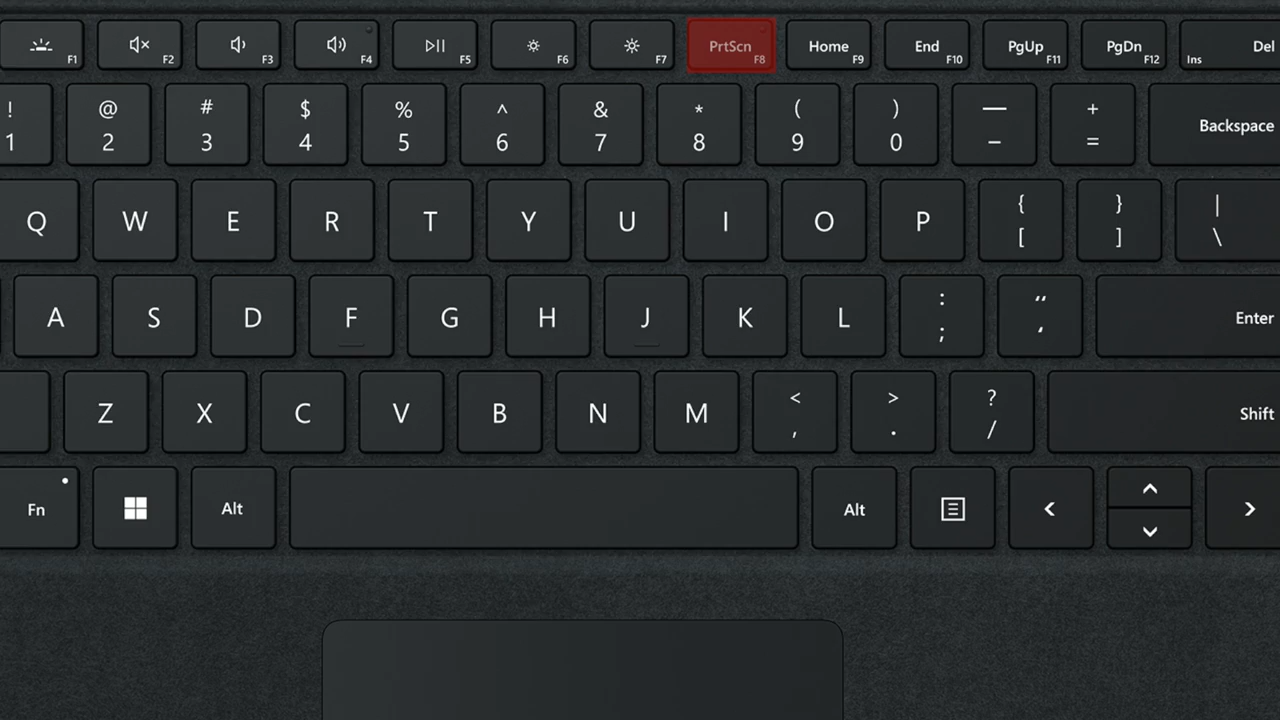 F1 F2 F3 F4 F5 F6 F7 PrtScn F8 Home F9 End F10 PgUp F11 PgDn F12 Ins Del
! 1 @ 2 # 3 $ 4 % 5 ^ 6 & 7 * 8 ( 9 ) 0 — – + = Backspace
Q W E R T Y U I O P { [ } ] | \
A S D F G H J K L : ; “ ‘ Enter
Z X C V B N M < , > . ? / Shift
Fn Alt Alt